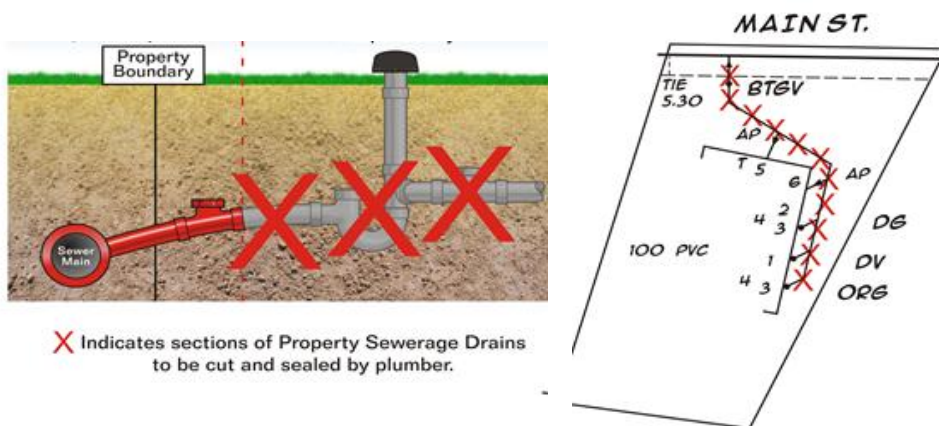 Property
Boundary
Sewer
Main
X Indicates sections of Property Sewerage Drains
to be cut and sealed by plumber.
MAIN ST.
TIE
5.30
BTGV
AP
T 5
AP
6
2
4 3
DG
100 PVC
1
DV
4 3
ORG